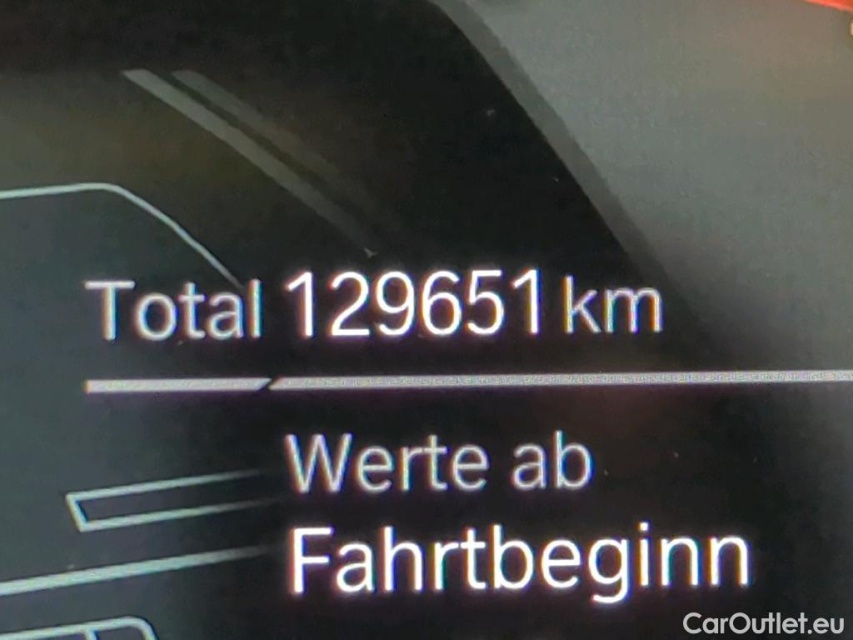 Total 129651 km
Werte ab
Fahrtbeginn
CarOutlet.eu